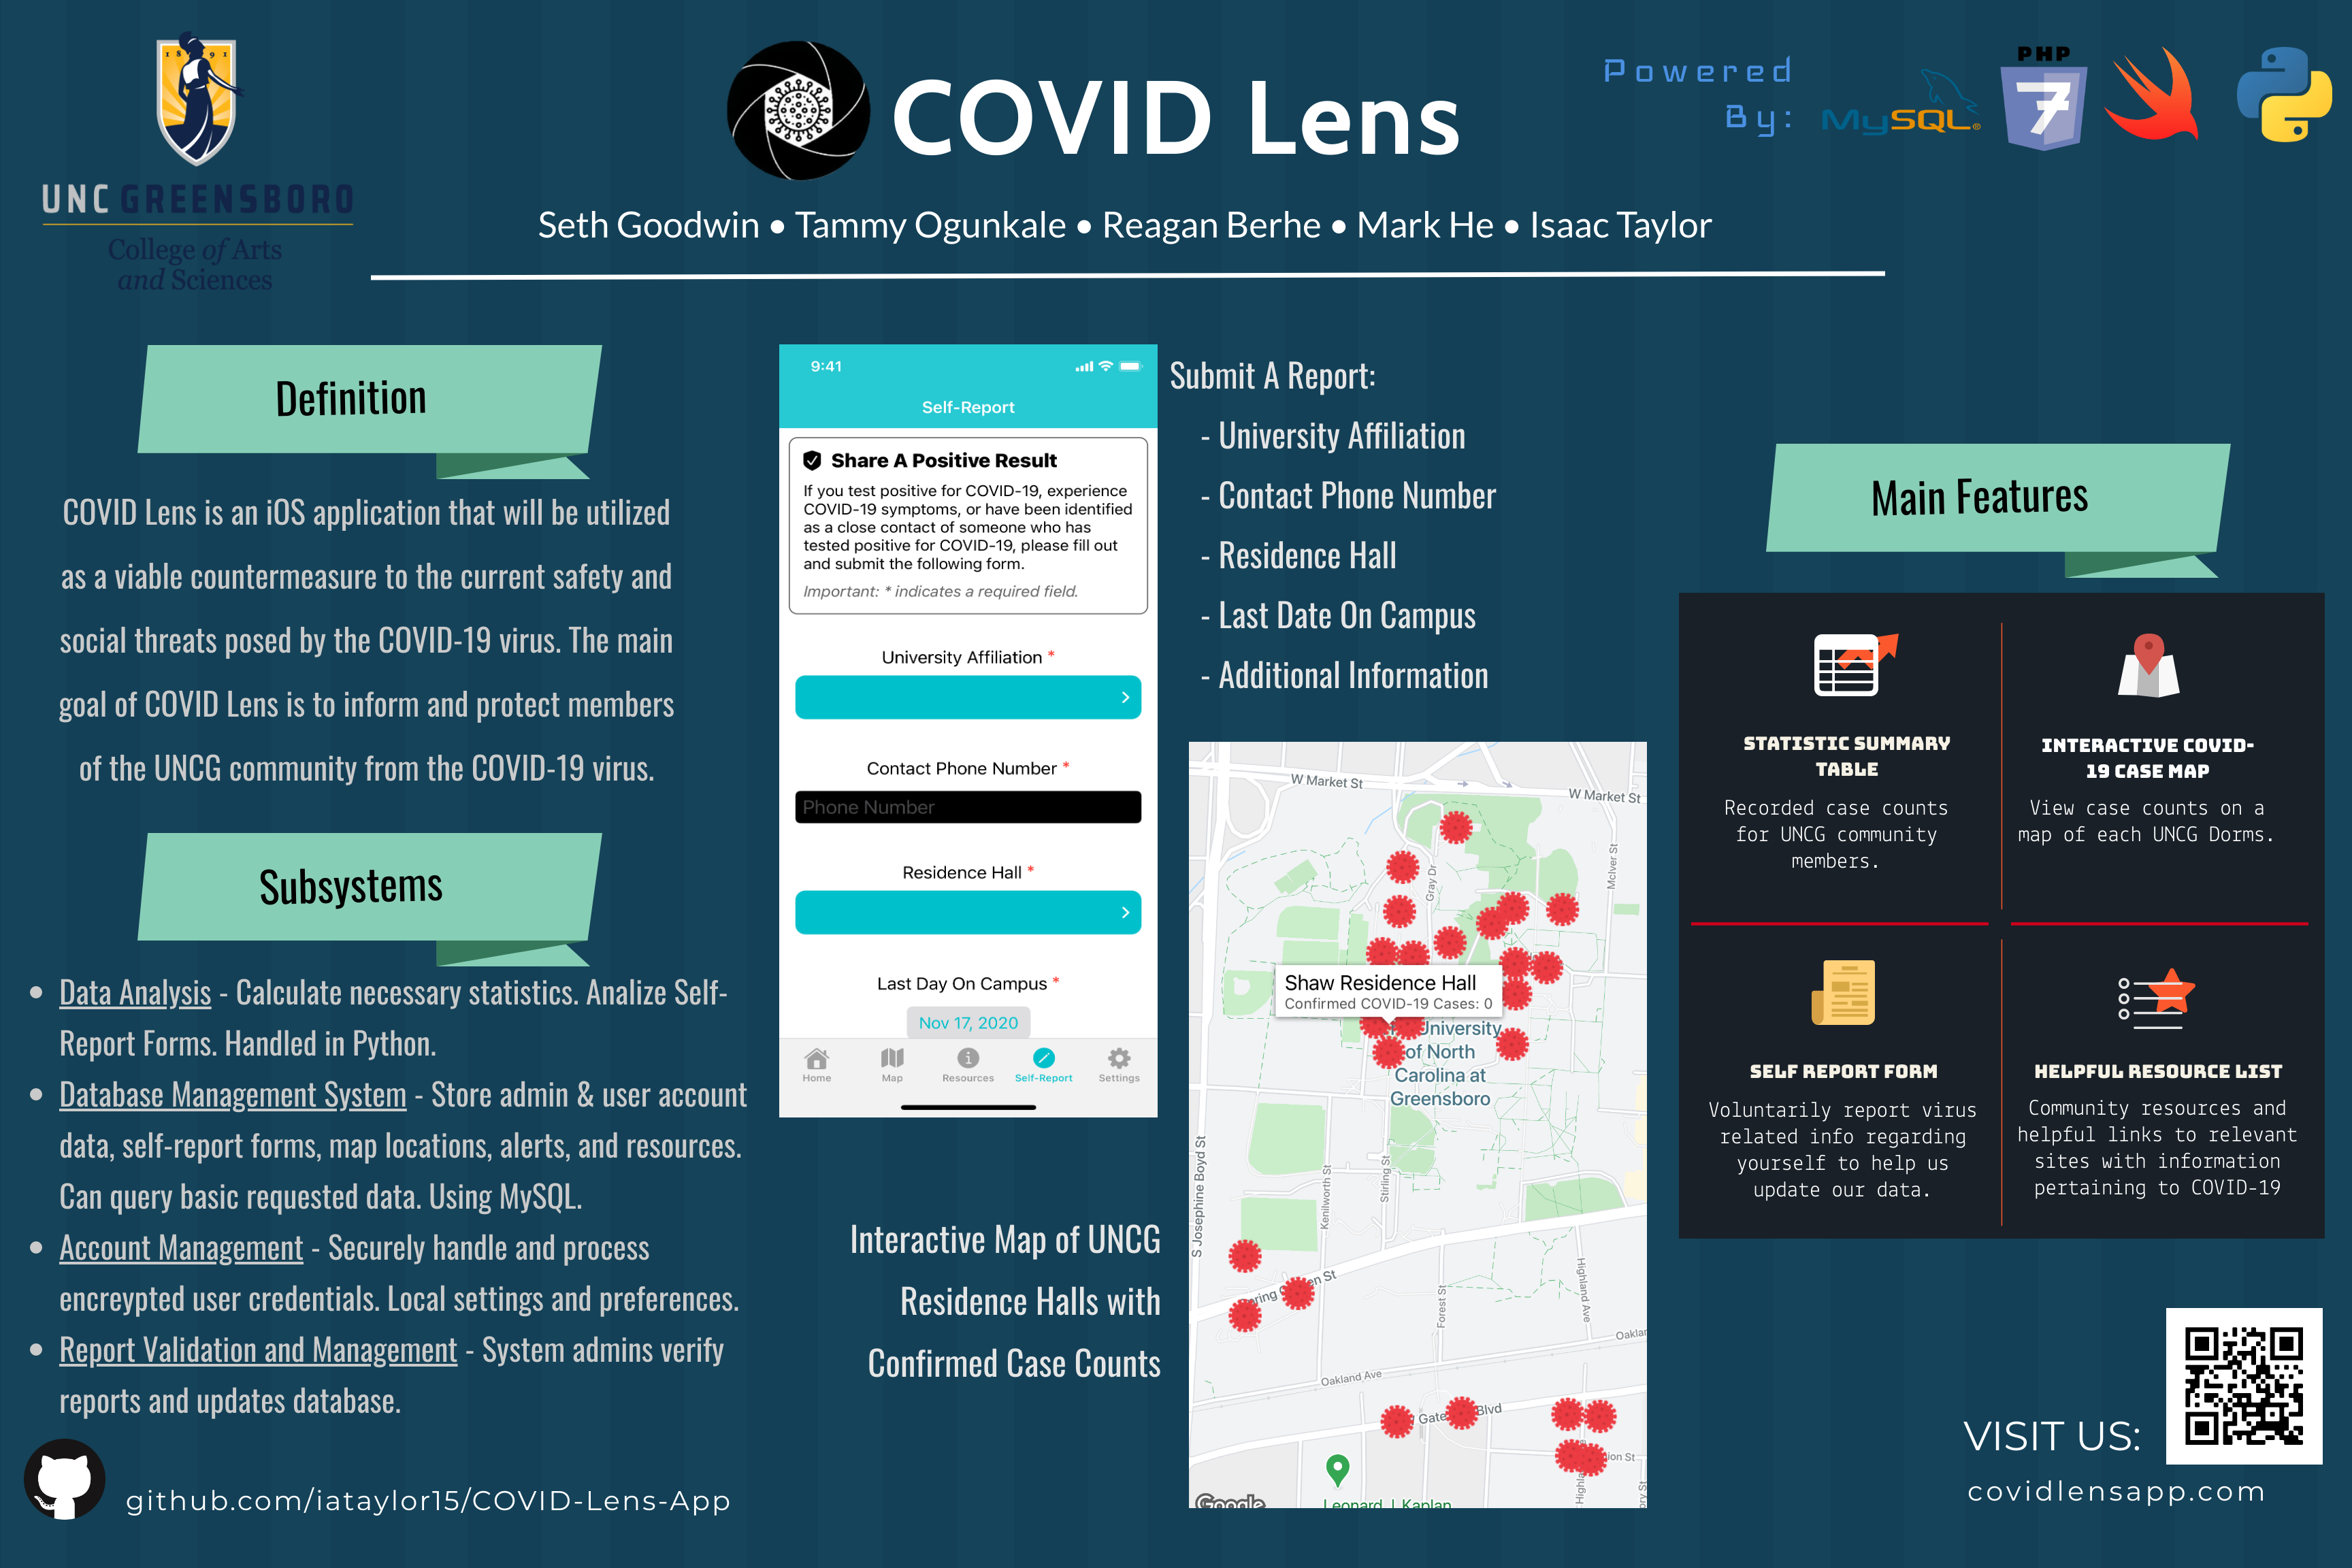 1891
UNC GREENSBORO
College of Arts
and Sciences
COVID Lens
Seth Goodwin • Tammy Ogunkale • Reagan Berhe • Mark He • Isaac Taylor
Powered
By:
MySQL®
PHP
7
Definition
COVID Lens is an iOS application that will be utilized
as a viable countermeasure to the current safety and
social threats posed by the COVID-19 virus. The main
goal of COVID Lens is to inform and protect members
of the UNCG community from the COVID-19 virus.
Subsystems
• Data Analysis - Calculate necessary statistics. Analize Self-
Report Forms. Handled in Python.
• Database Management System - Store admin & user account
data, self-report forms, map locations, alerts, and resources.
Can query basic requested data. Using MySQL.
• Account Management - Securely handle and process
encreypted user credentials. Local settings and preferences.
• Report Validation and Management - System admins verify
reports and updates database.
github.com/iataylor15/COVID-Lens-App
9:41
Self-Report
Share A Positive Result
If you test positive for COVID-19, experience
COVID-19 symptoms, or have been identified
as a close contact of someone who has
tested positive for COVID-19, please fill out
and submit the following form.
Important: * indicates a required field.
University Affiliation *
Contact Phone Number *
Phone Number
Residence Hall *
Last Day On Campus *
Nov 17, 2020
Home
Map
Resources
Self-Report
Settings
Submit A Report:
- University Affiliation
- Contact Phone Number
- Residence Hall
- Last Date On Campus
- Additional Information
Interactive Map of UNCG
Residence Halls with
Confirmed Case Counts
W Market St
W Market St
Gray Dr
McIver St
Shaw Residence Hall
Confirmed COVID-19 Cases: 0
University
of North
Carolina at
Greensboro
S Josephine Boyd St
Kenilworth St
Stirling St
Forest St
Highland Ave
Oakland Ave
Blvd
Google
Leonard J Kaplan
Main Features
STATISTIC SUMMARY
TABLE
Recorded case counts
for UNCG community
members.
INTERACTIVE COVID-
19 CASE MAP
View case counts on a
map of each UNCG Dorms.
SELF REPORT FORM
Voluntarily report virus
related info regarding
yourself to help us
update our data.
HELPFUL RESOURCE LIST
Community resources and
helpful links to relevant
sites with information
pertaining to COVID-19
VISIT US:
covidlensapp.com